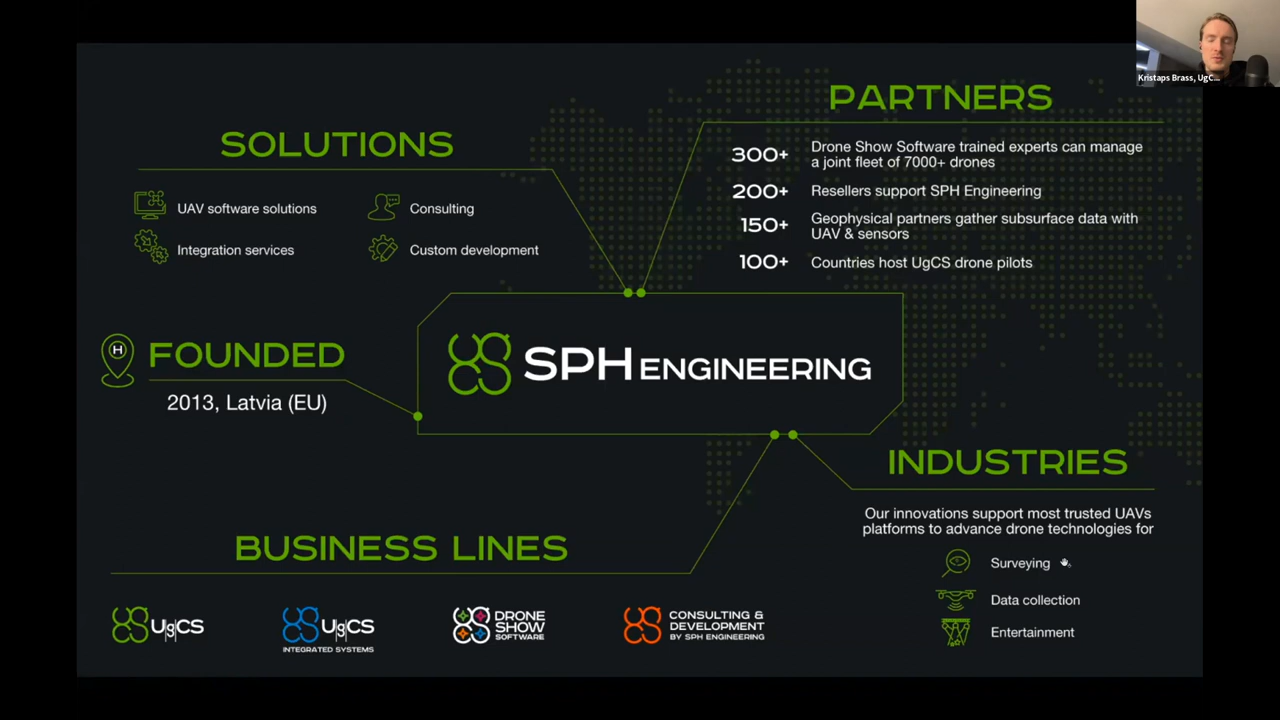 Kristaps Brass, UgC...
SOLUTIONS
UAV software solutions
Consulting
Integration services
Custom development
PARTNERS
300+ Drone Show Software trained experts can manage
a joint fleet of 7000+ drones
200+ Resellers support SPH Engineering
150+ Geophysical partners gather subsurface data with
UAV & sensors
100+ Countries host UgCS drone pilots
H
FOUNDED
2013, Latvia (EU)
SPH ENGINEERING
INDUSTRIES
Our innovations support most trusted UAVs
platforms to advance drone technologies for
Surveying
Data collection
Entertainment
BUSINESS LINES
UgCS
UgCS
INTEGRATED SYSTEMS
DRONE
SHOW
SOFTWARE
CONSULTING &
DEVELOPMENT
BY SPH ENGINEERING